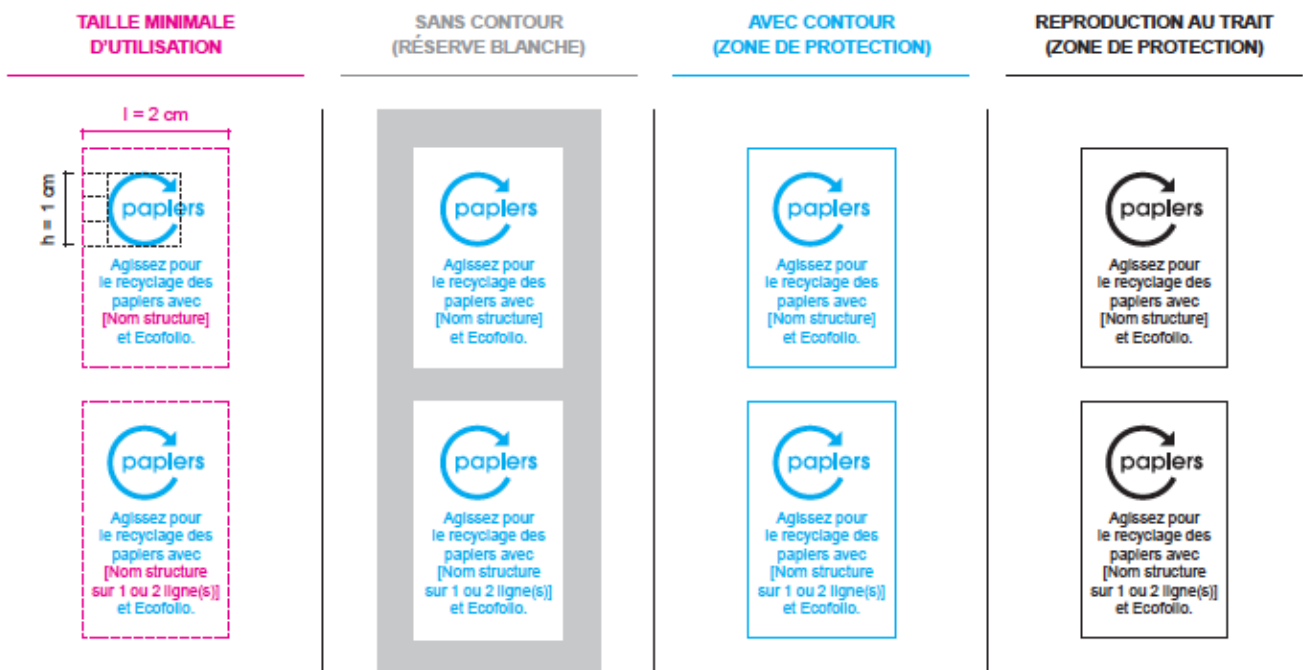 TAILLE MINIMALE
D'UTILISATION
SANS CONTOUR
(RÉSERVE BLANCHE)
AVEC CONTOUR
(ZONE DE PROTECTION)
REPRODUCTION AU TRAIT
(ZONE DE PROTECTION)
l = 2 cm
h = 1 cm
papiers
Agissez pour
le recyclage des
papiers avec
[Nom structure]
et Ecofolio.
papiers
Agissez pour
le recyclage des
papiers avec
[Nom structure]
et Ecofolio.
papiers
Agissez pour
le recyclage des
papiers avec
[Nom structure]
et Ecofolio.
papiers
Agissez pour
le recyclage des
papiers avec
[Nom structure]
et Ecofolio.
papiers
Agissez pour
le recyclage des
papiers avec
[Nom structure
sur 1 ou 2 ligne(s)]
et Ecofolio.
papiers
Agissez pour
le recyclage des
papiers avec
[Nom structure
sur 1 ou 2 ligne(s)]
et Ecofolio.
papiers
Agissez pour
le recyclage des
papiers avec
[Nom structure
sur 1 ou 2 ligne(s)]
et Ecofolio.
papiers
Agissez pour
le recyclage des
papiers avec
[Nom structure
sur 1 ou 2 ligne(s)]
et Ecofolio.